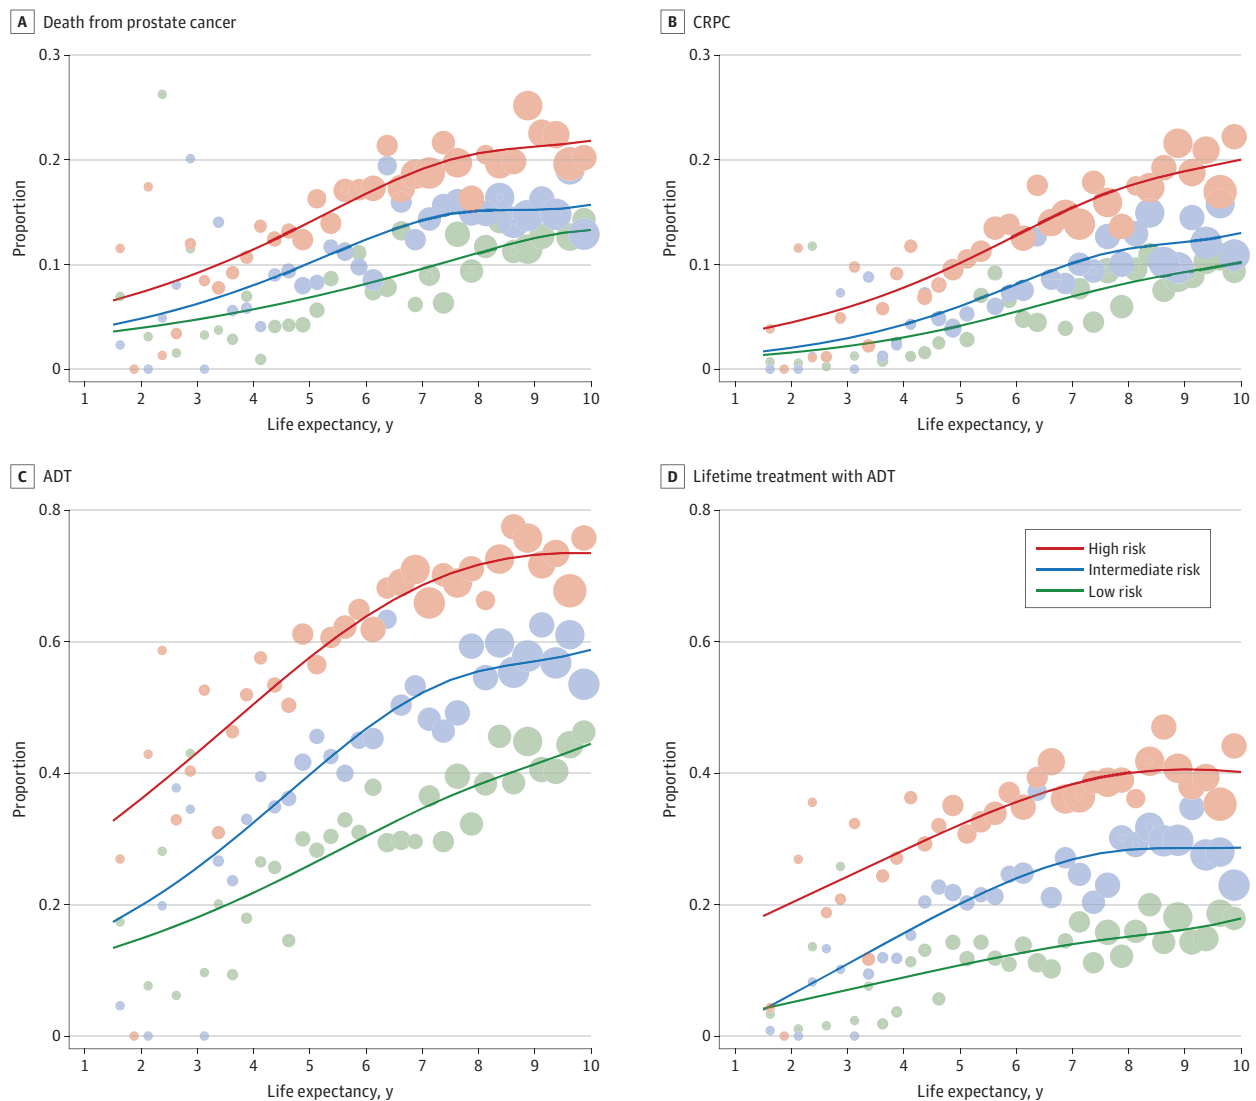 A Death from prostate cancer
0.3
0.2
0.1
0
Proportion
1 2 3 4 5 6 7 8 9 10
Life expectancy, y
B CRPC
0.3
0.2
0.1
0
Proportion
1 2 3 4 5 6 7 8 9 10
Life expectancy, y
C ADT
0.8
0.6
0.4
0.2
0
Proportion
1 2 3 4 5 6 7 8 9 10
Life expectancy, y
D Lifetime treatment with ADT
0.8
0.6
0.4
0.2
0
Proportion
High risk
Intermediate risk
Low risk
1 2 3 4 5 6 7 8 9 10
Life expectancy, y